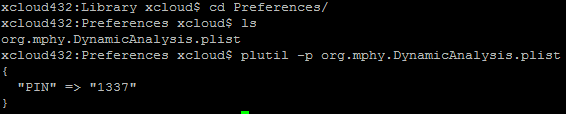 xcloud432:Library xcloud$ cd Preferences/
xcloud432:Preferences xcloud$ ls
org.mphy.DynamicAnalysis.plist
xcloud432:Preferences xcloud$ plutil -p org.mphy.DynamicAnalysis.plist
{
  "PIN" => "1337"
}